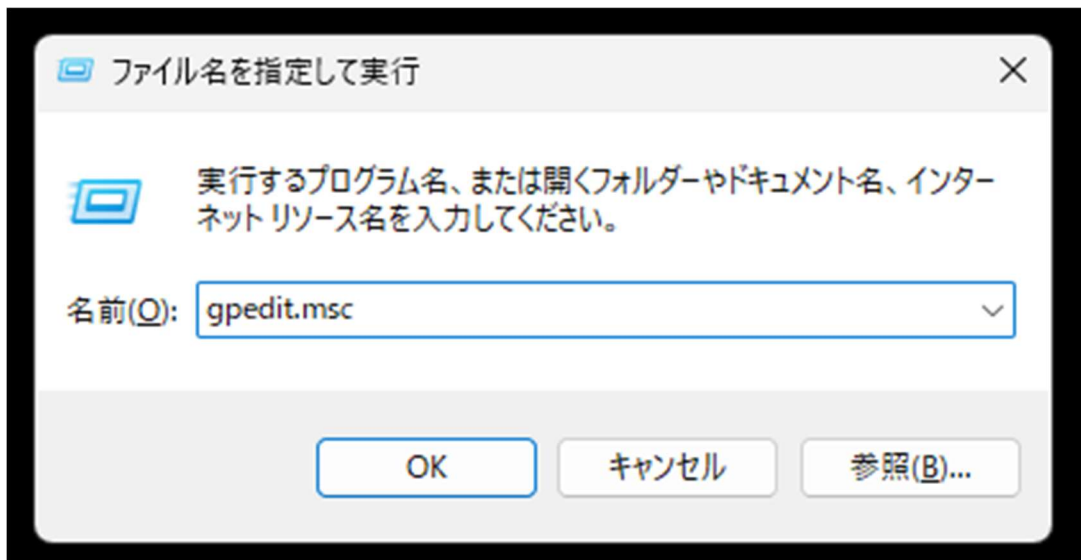 ファイル名を指定して実行
実行するプログラム名、または開くフォルダーやドキュメント名、インター
ネット リソース名を入力してください。
名前(O): gpedit.msc
OK キャンセル 参照(B)...